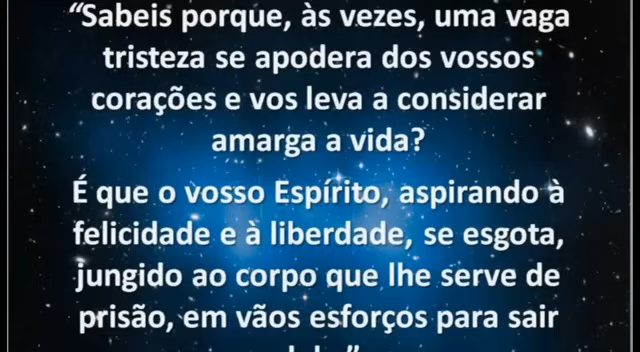 “Sabeis porque, às vezes, uma vaga
tristeza se apodera dos vossos
corações e vos leva a considerar
amarga a vida?
É que o vosso Espírito, aspirando à
felicidade e à liberdade, se esgota,
jungido ao corpo que lhe serve de
prisão, em vãos esforços para sair